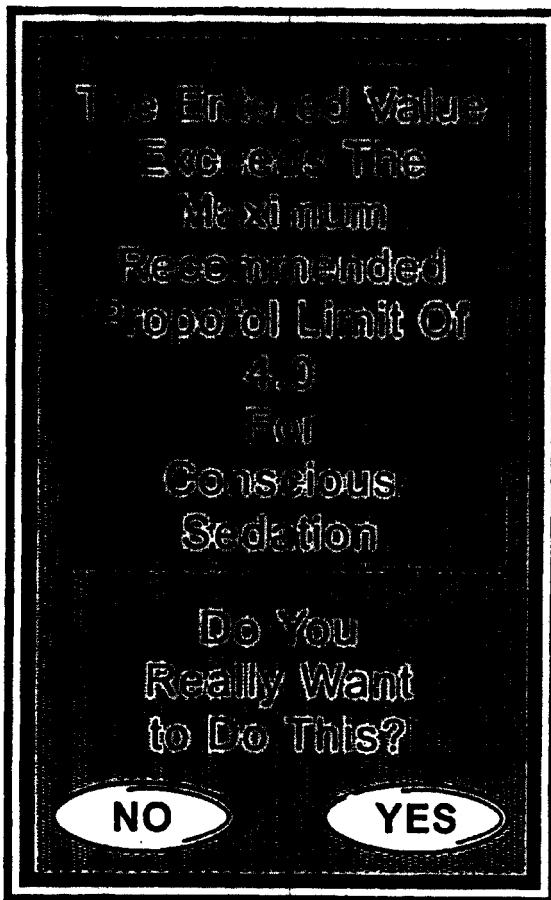 The Entered Value
Exceeds The
Maximum
Recommended
Propofol Limit Of
4.0
For
Conscious
Sedation
Do You
Really Want
to Do This?
NO
YES